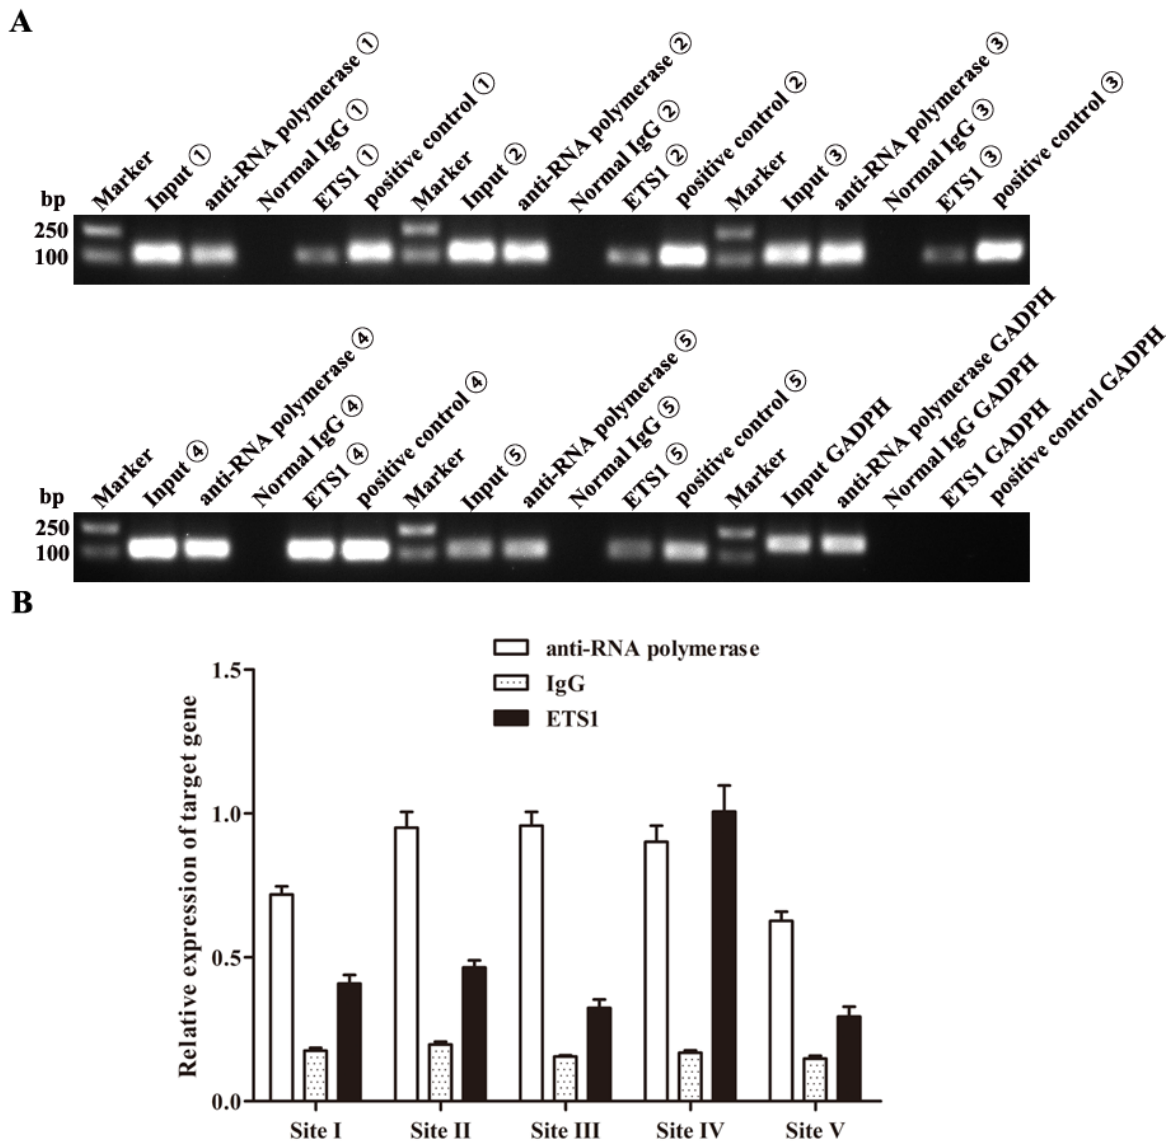 A
Marker
Input ①
anti-RNA polymerase ①
Normal IgG ①
ETS1 ①
positive control ①
Marker
Input ②
anti-RNA polymerase ②
Normal IgG ②
ETS1 ②
positive control ②
Marker
Input ③
anti-RNA polymerase ③
Normal IgG ③
ETS1 ③
positive control ③
bp
250
100
Marker
Input ④
anti-RNA polymerase ④
Normal IgG ④
ETS1 ④
positive control ④
Marker
Input ⑤
anti-RNA polymerase ⑤
Normal IgG ⑤
ETS1 ⑤
positive control ⑤
Marker
Input GADPH
anti-RNA polymerase GADPH
Normal IgG GADPH
ETS1 GADPH
positive control GADPH
bp
250
100
B
anti-RNA polymerase
IgG
ETS1
Relative expression of target gene
1.5
1.0
0.5
0.0
Site I
Site II
Site III
Site IV
Site V